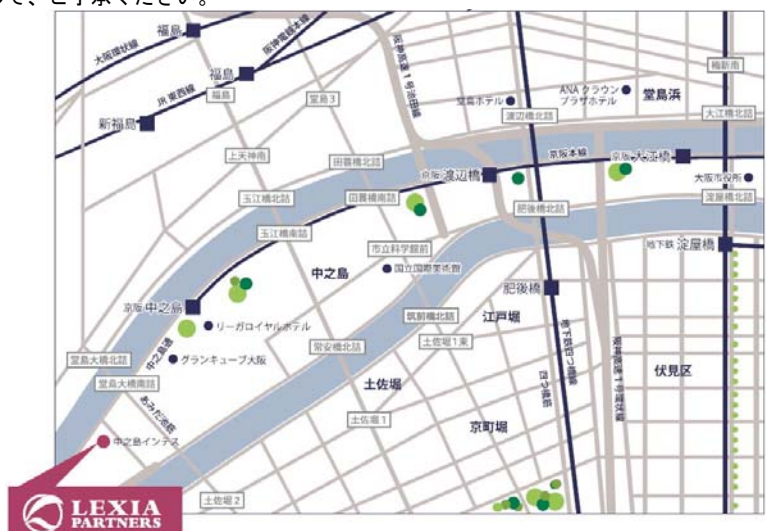 て、ご了承ください。
福島
大阪環状線
阪神電鉄本線
福島
JR東西線
福島
新福島
阪神高速1号池田線
堂島3
堂島ホテル
ANAクラウン
プラザホテル
堂島浜
梅新南
渡辺橋北詰
大江橋北詰
上天神南
田蓑橋北詰
京阪 渡辺橋
京阪本線
京阪 大江橋
大阪市役所
玉江橋北詰
田蓑橋南詰
肥後橋北詰
淀屋橋北詰
玉江橋南詰
市立科学館前
地下鉄 淀屋橋
中之島
国立国際美術館
肥後橋
京阪 中之島
筑前橋北詰
江戸堀
リーガロイヤルホテル
土佐堀1東
常安橋北詰
中之島通
堂島大橋北詰
グランキューブ大阪
地下鉄四つ橋線
阪神高速1号環状線
伏見区
堂島大橋南詰
土佐堀
四つ橋筋
あみだ池筋
土佐堀1
京町堀
中之島インテス
土佐堀2
LEXIA
PARTNERS